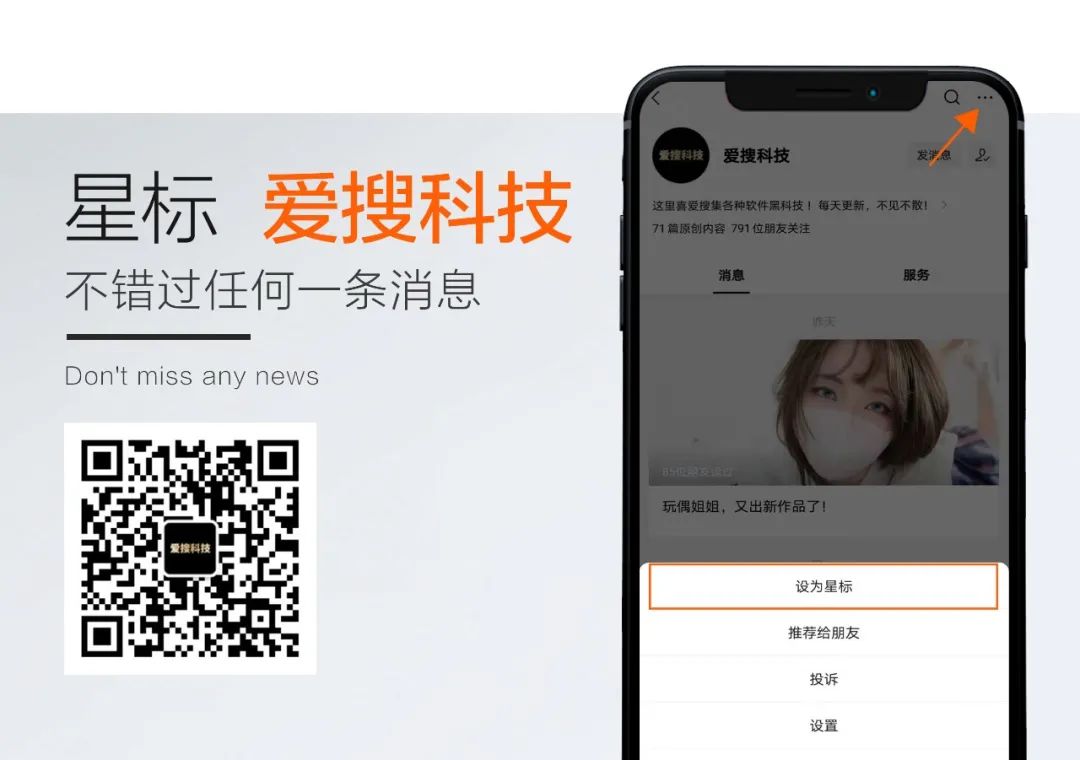 星标 爱搜科技
不错过任何一条消息
Don't miss any news
爱搜科技
爱搜科技
爱搜科技
发消息
这里喜爱搜集各种软件黑科技！每天更新，不见不散！
71篇原创内容 791位朋友关注
消息
服务
昨天
85位朋友读过
玩偶姐姐，又出新作品了！
设为星标
推荐给朋友
投诉
设置